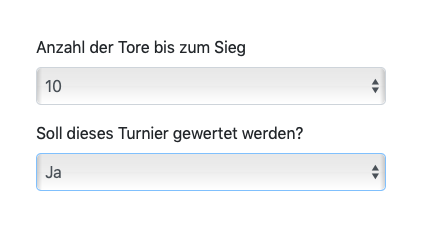 Anzahl der Tore bis zum Sieg
10
Soll dieses Turnier gewertet werden?
Ja